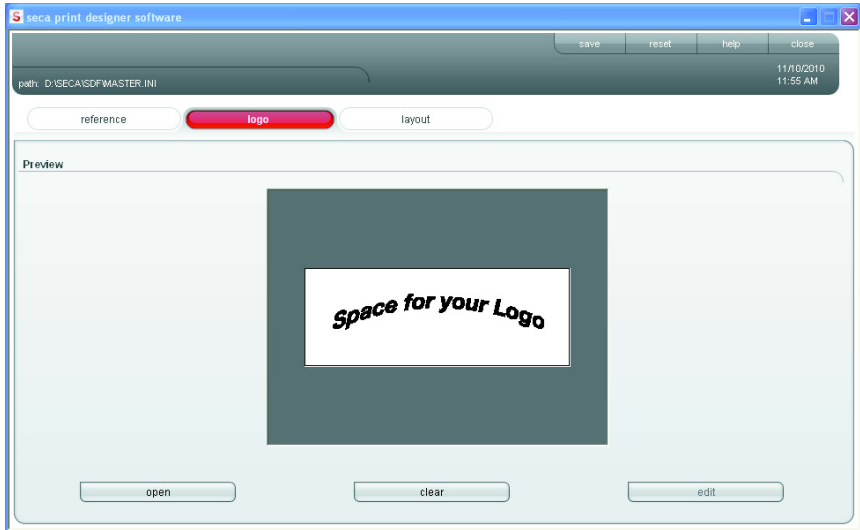 S seca print designer software
save reset help close
path: D:\SECA\SDF\MASTER.INI
11/10/2010
11:55 AM
reference logo layout
Preview
Space for your Logo
open clear edit